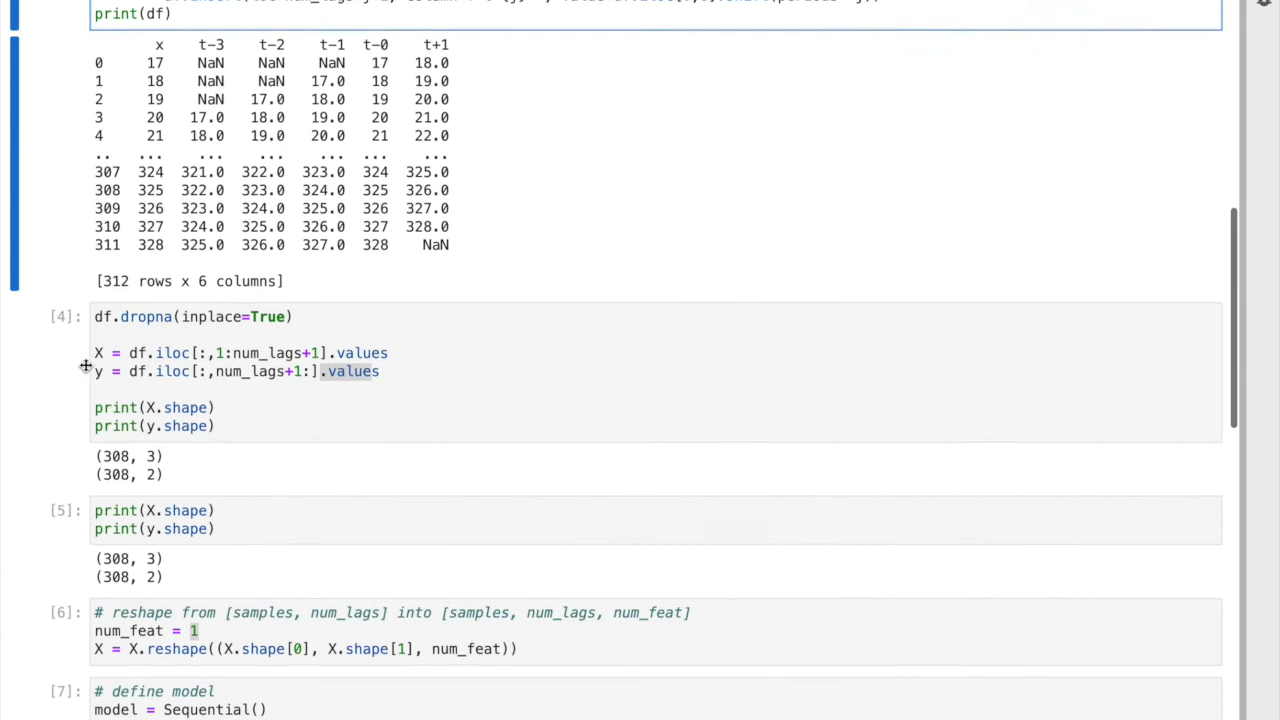 print(df)
x t-3 t-2 t-1 t-0 t+1
0 17 NaN NaN NaN 17 18.0
1 18 NaN NaN 17.0 18 19.0
2 19 NaN 17.0 18.0 19 20.0
3 20 17.0 18.0 19.0 20 21.0
4 21 18.0 19.0 20.0 21 22.0
.. ... ... ... ... ... ...
307 324 321.0 322.0 323.0 324 325.0
308 325 322.0 323.0 324.0 325 326.0
309 326 323.0 324.0 325.0 326 327.0
310 327 324.0 325.0 326.0 327 328.0
311 328 325.0 326.0 327.0 328 NaN
[312 rows x 6 columns]
[4]: df.dropna(inplace=True)
X = df.iloc[:,1:num_lags+1].values
y = df.iloc[:,num_lags+1:].values
print(X.shape)
print(y.shape)
(308, 3)
(308, 2)
[5]: print(X.shape)
print(y.shape)
(308, 3)
(308, 2)
[6]: # reshape from [samples, num_lags] into [samples, num_lags, num_feat]
num_feat = 1
X = X.reshape((X.shape[0], X.shape[1], num_feat))
[7]: # define model
model = Sequential()